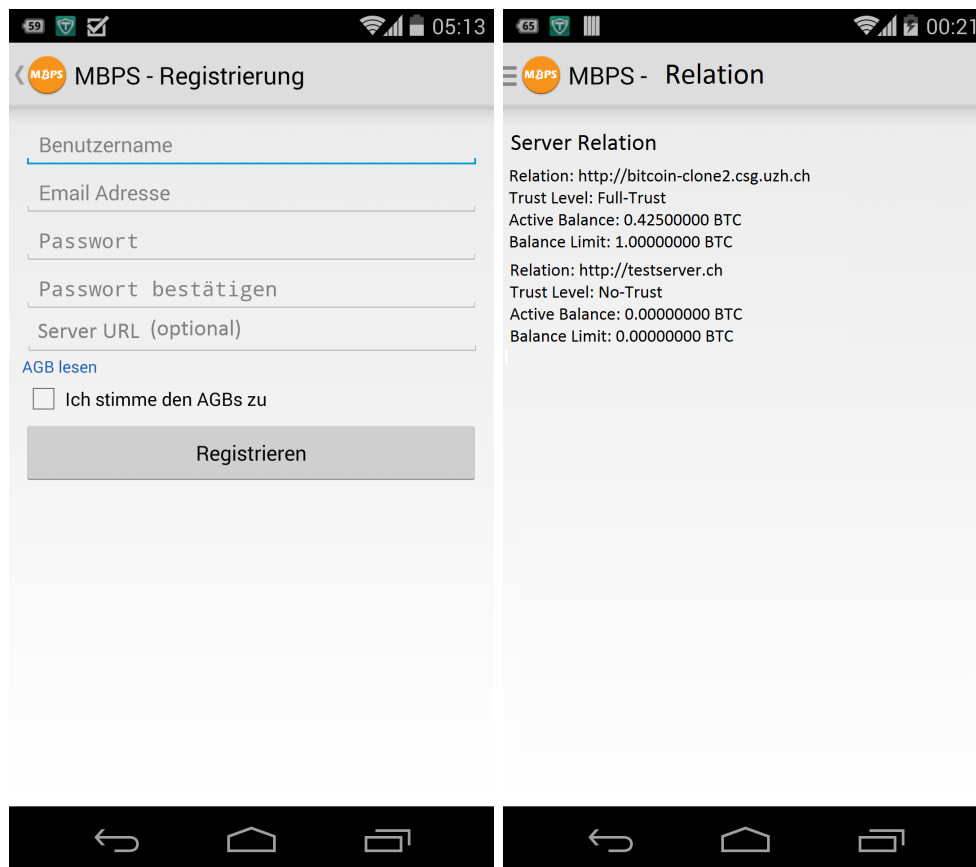 59
05:13
MBPS
MBPS - Registrierung
Benutzername
Email Adresse
Passwort
Passwort bestätigen
Server URL (optional)
AGB lesen
Ich stimme den AGBs zu
Registrieren
65
00:21
MBPS
MBPS - Relation
Server Relation
Relation: http://bitcoin-clone2.csg.uzh.ch
Trust Level: Full-Trust
Active Balance: 0.42500000 BTC
Balance Limit: 1.00000000 BTC
Relation: http://testserver.ch
Trust Level: No-Trust
Active Balance: 0.00000000 BTC
Balance Limit: 0.00000000 BTC